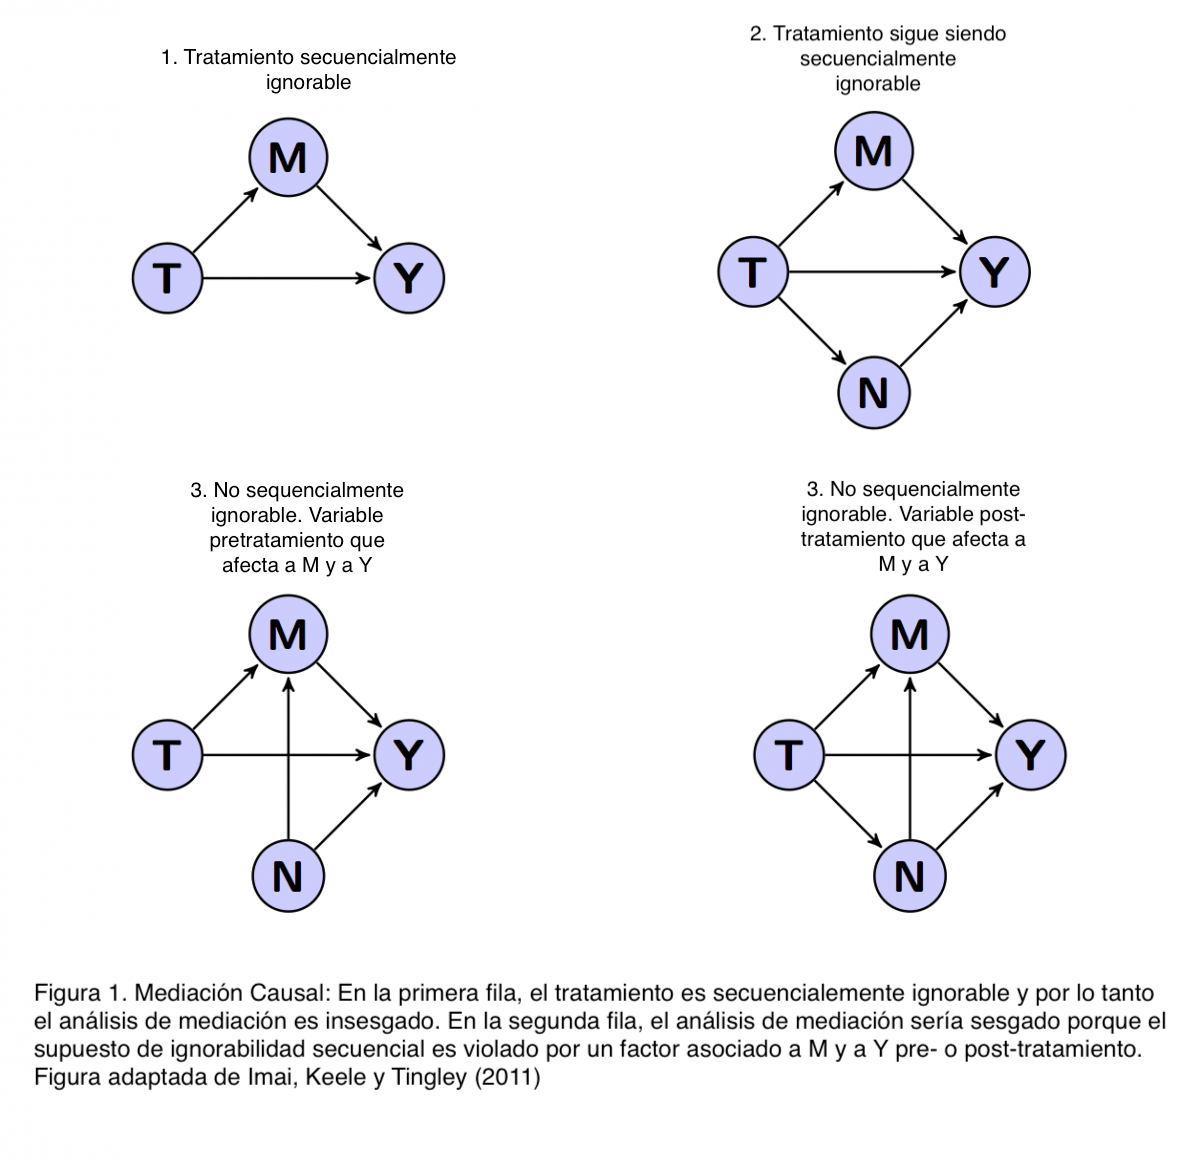 1. Tratamiento secuencialmente
ignorable
M
T
Y
2. Tratamiento sigue siendo
secuencialmente
ignorable
M
T
Y
N
3. No sequencialmente
ignorable. Variable
pretratamiento que
afecta a M y a Y
M
T
Y
N
3. No sequencialmente
ignorable. Variable post-
tratamiento que afecta a
M y a Y
M
T
Y
N
Figura 1. Mediación Causal: En la primera fila, el tratamiento es secuencialemente ignorable y por lo tanto
el análisis de mediación es insesgado. En la segunda fila, el análisis de mediación sería sesgado porque el
supuesto de ignorabilidad secuencial es violado por un factor asociado a M y a Y pre- o post-tratamiento.
Figura adaptada de Imai, Keele y Tingley (2011)